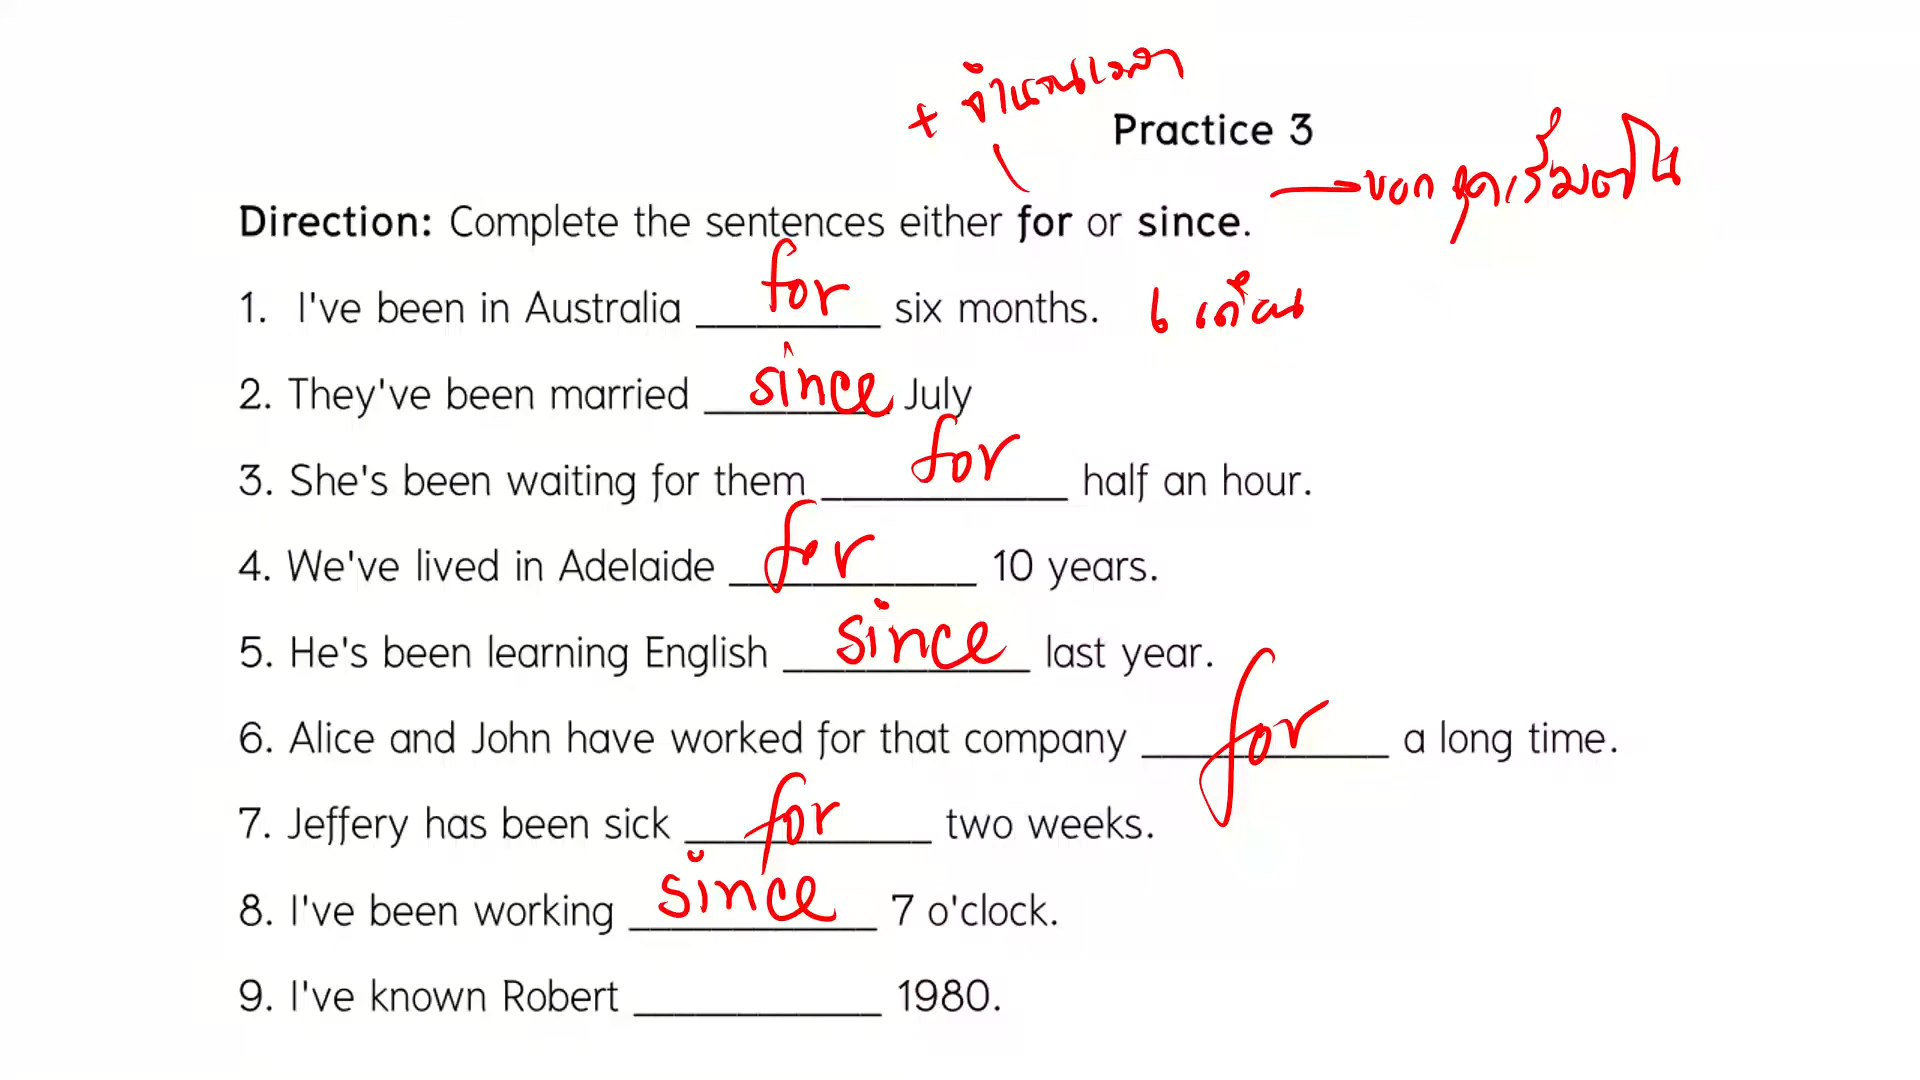 + จำนวนเวลา
Practice 3
บอกจุดเริ่มต้น
Direction: Complete the sentences either for or since.
1. I've been in Australia for six months. 6 เดือน
2. They've been married since July
3. She's been waiting for them for half an hour.
4. We've lived in Adelaide for 10 years.
5. He's been learning English since last year.
6. Alice and John have worked for that company for a long time.
7. Jeffery has been sick for two weeks.
8. I've been working since 7 o'clock.
9. I've known Robert __________ 1980.